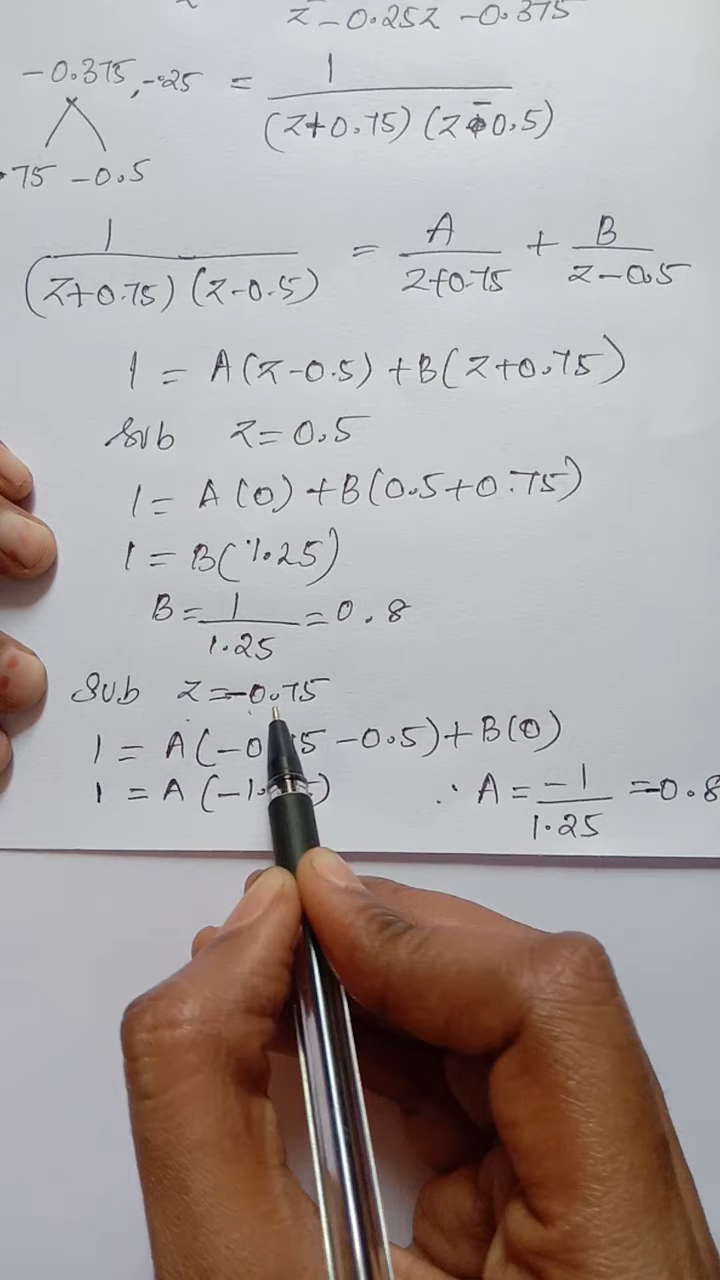 z - 0.25z - 0.375
-0.375, -.25 = 1 / (z+0.75) (z-0.5)
.75 -0.5
1 / (z+0.75) (z-0.5) = A / z+0.75 + B / z-0.5
1 = A(z-0.5) +B(z+0.75)
Sub z=0.5
1 = A(0) +B(0.5+0.75)
1 = B(1.25)
B = 1 / 1.25 = 0.8
Sub z=-0.75
1 = A(-0 5 -0.5)+B(0)
1 = A (-1. ) ∴ A = -1 / 1.25 =-0.8